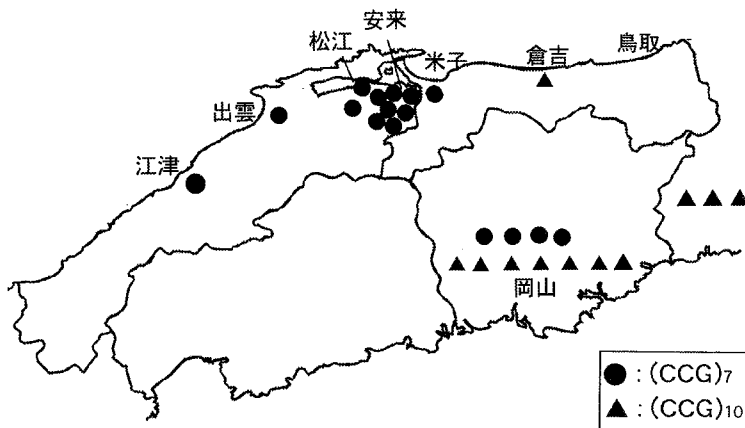 安来
松江
米子
倉吉
鳥取
出雲
江津
岡山
●：(CCG)7
▲：(CCG)10